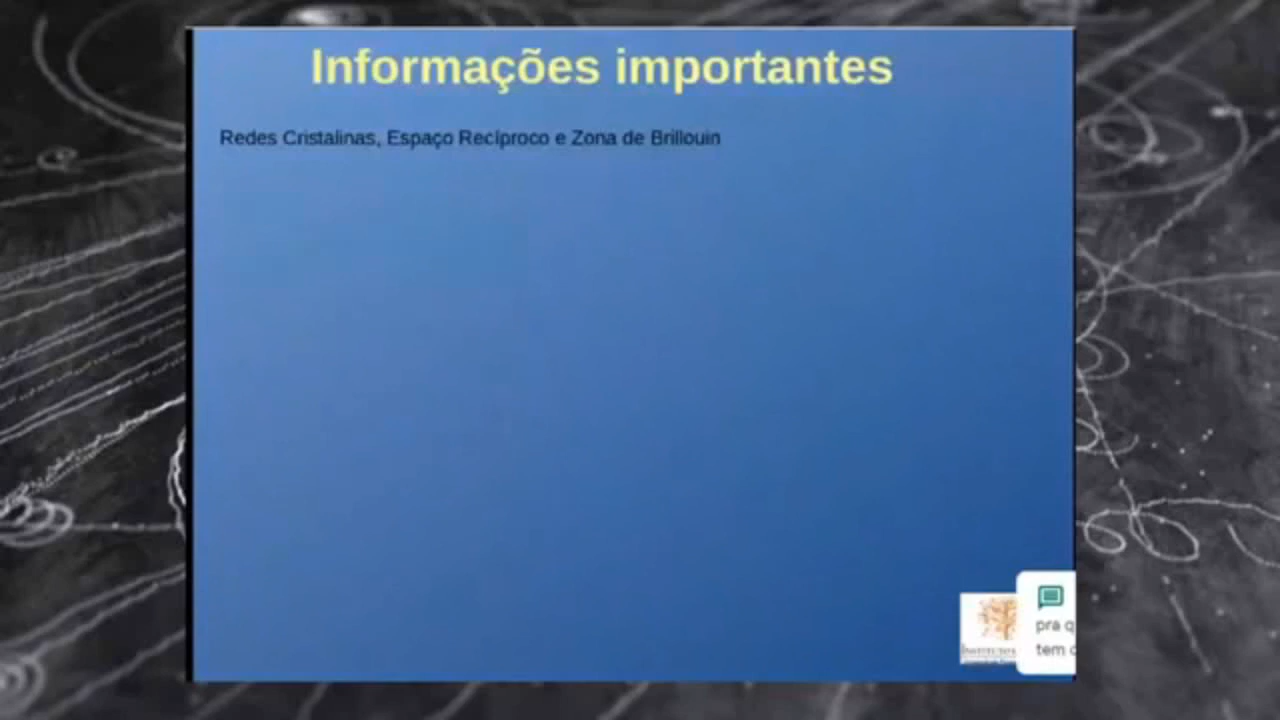 Informações importantes
Redes Cristalinas, Espaço Recíproco e Zona de Brillouin
pra q
tem